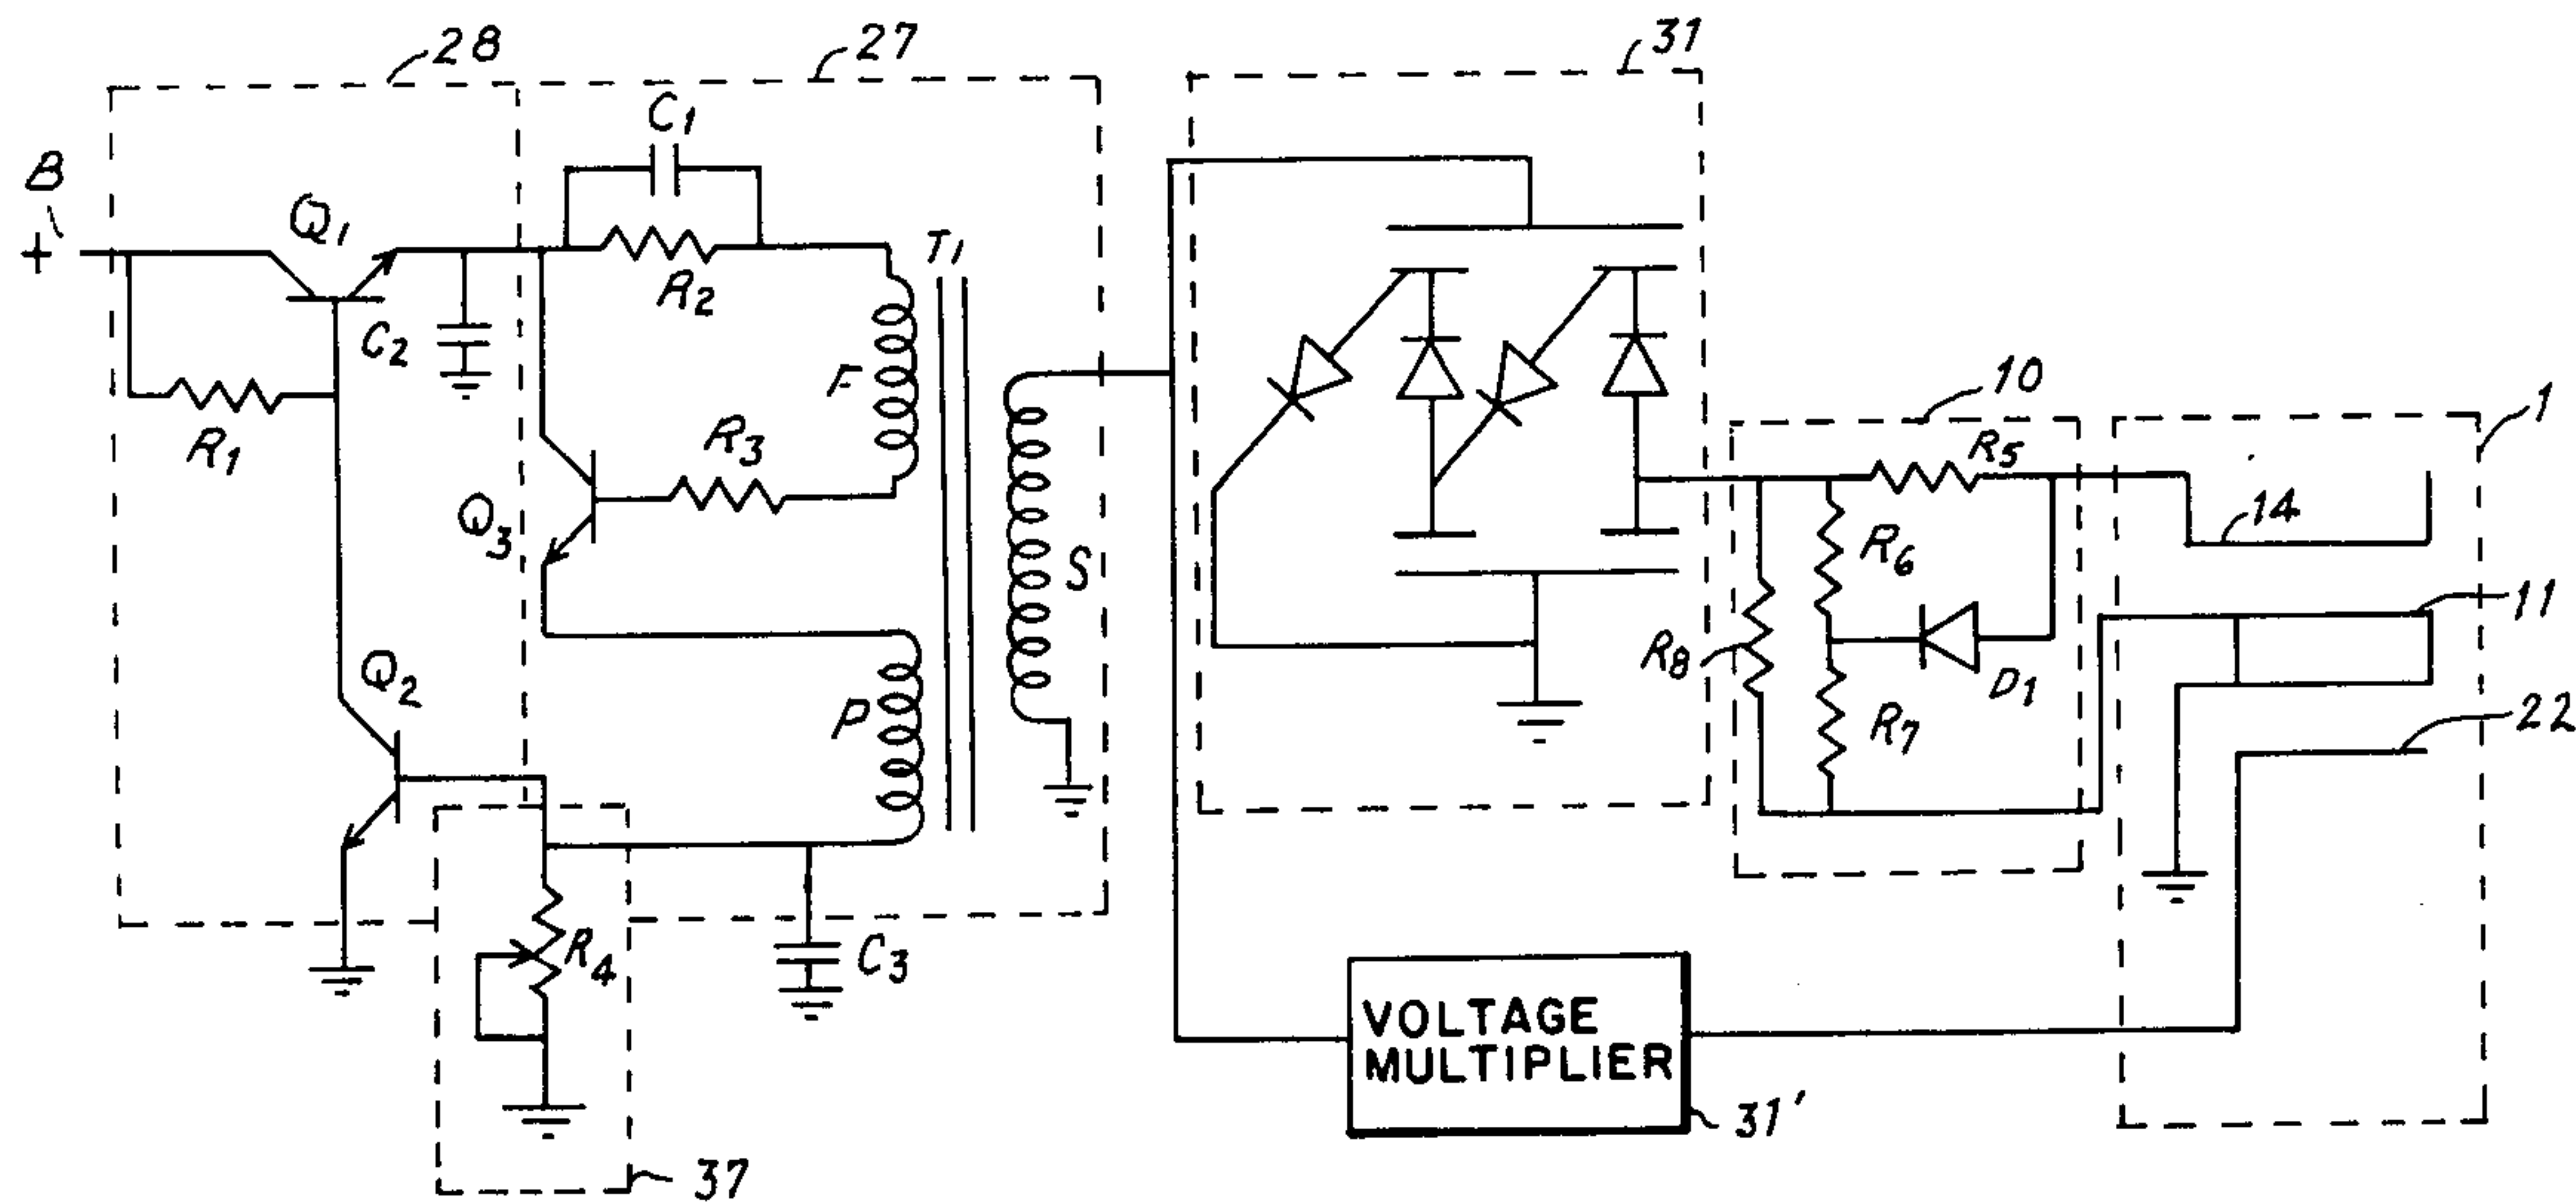 28
27
31
C1
B
+
Q1
T1
R2
C2
F
10
1
R1
R3
R5
14
Q3
S
R6
11
R8
Q2
P
D1
R7
22
R4
C3
VOLTAGE
MULTIPLIER
31'
37